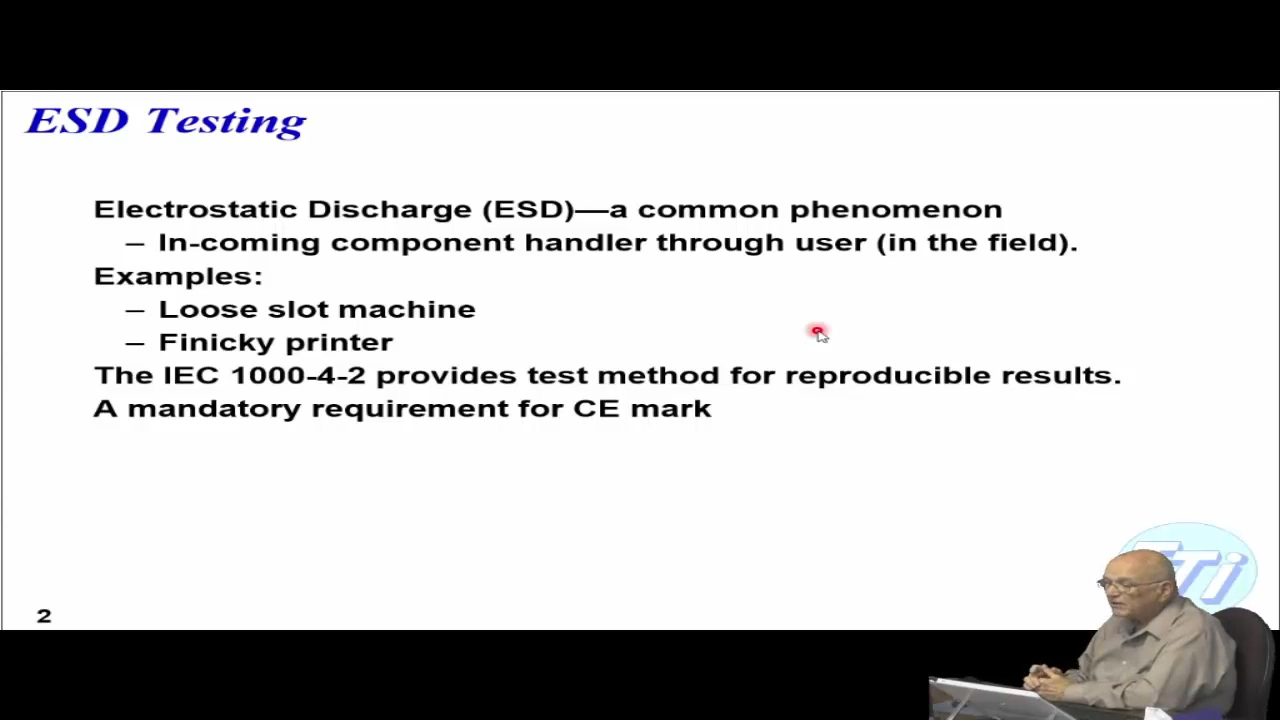 ESD Testing
Electrostatic Discharge (ESD)—a common phenomenon
– In-coming component handler through user (in the field).
Examples:
– Loose slot machine
– Finicky printer
The IEC 1000-4-2 provides test method for reproducible results.
A mandatory requirement for CE mark
2